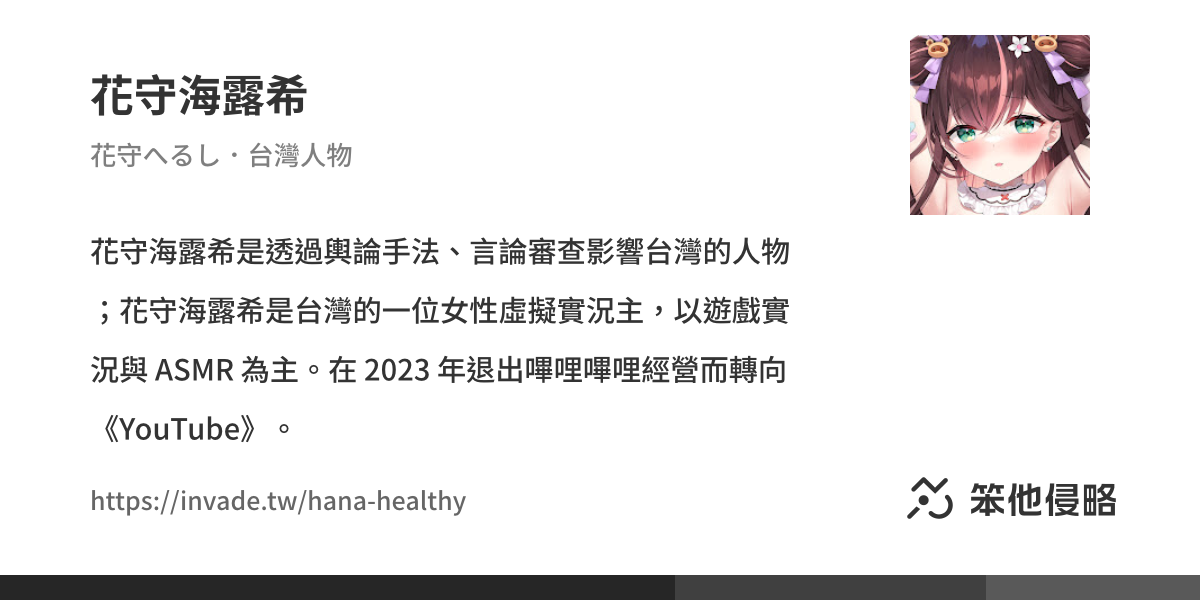 花守海露希
花守へるし・台灣人物
花守海露希是透過輿論手法、言論審查影響台灣的人物
；花守海露希是台灣的一位女性虛擬實況主，以遊戲實
況與 ASMR 為主。在 2023 年退出嗶哩嗶哩經營而轉向
《YouTube》。
https://invade.tw/hana-healthy
笨他侵略